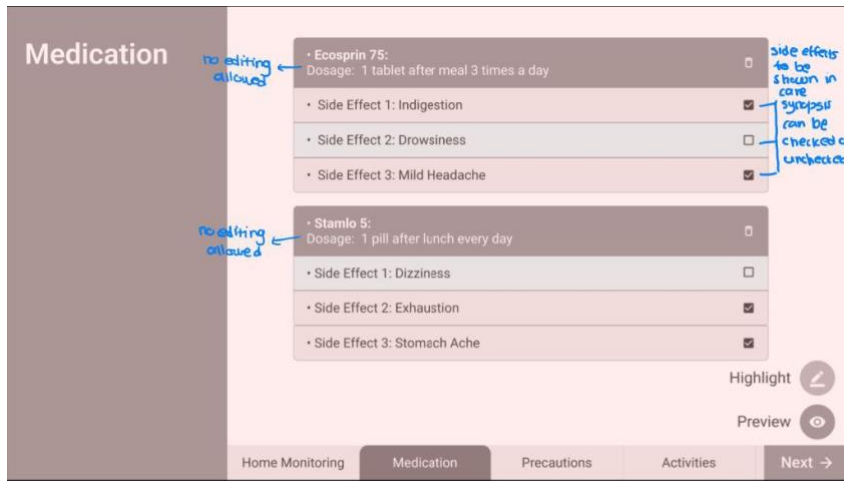 Medication
no editing
allowed
• Ecosprin 75:
Dosage: 1 tablet after meal 3 times a day
side effects
to be
shown in
care
synopsis
can be
checked o
unchecked
• Side Effect 1: Indigestion
• Side Effect 2: Drowsiness
• Side Effect 3: Mild Headache
no editing
allowed
• Stamlo 5:
Dosage: 1 pill after lunch every day
• Side Effect 1: Dizziness
• Side Effect 2: Exhaustion
• Side Effect 3: Stomach Ache
Highlight
Preview
Home Monitoring
Medication
Precautions
Activities
Next →